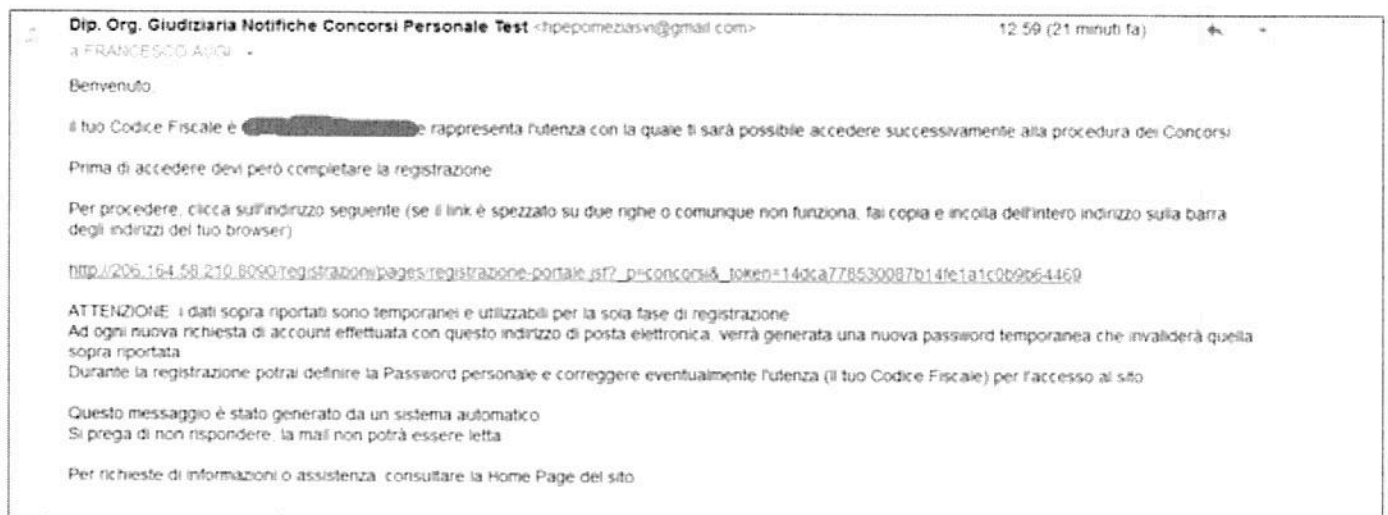 Dip. Org. Giudiziaria Notifiche Concorsi Personale Test <hpepomeziasvi@gmail.com> 12:59 (21 minuti fa)
a FRANCESCO
Benvenuto,
il tuo Codice Fiscale è e rappresenta l'utenza con la quale ti sarà possibile accedere successivamente alla procedura dei Concorsi
Prima di accedere devi però completare la registrazione
Per procedere, clicca sull'indirizzo seguente (se il link è spezzato su due righe o comunque non funziona, fai copia e incolla dell'intero indirizzo sulla barra
degli indirizzi del tuo browser)
http://206.164.58.210:8090/registrazioni/pages/registrazione-portale.jsf?_p=concorsi&_token=14dca778530087b14fe1a1c0b9b64469
ATTENZIONE: i dati sopra riportati sono temporanei e utilizzabili per la sola fase di registrazione
Ad ogni nuova richiesta di account effettuata con questo indirizzo di posta elettronica, verrà generata una nuova password temporanea che invaliderà quella
sopra riportata
Durante la registrazione potrai definire la Password personale e correggere eventualmente l'utenza (il tuo Codice Fiscale) per l'accesso al sito
Questo messaggio è stato generato da un sistema automatico
Si prega di non rispondere, la mail non potrà essere letta
Per richieste di informazioni o assistenza, consultare la Home Page del sito